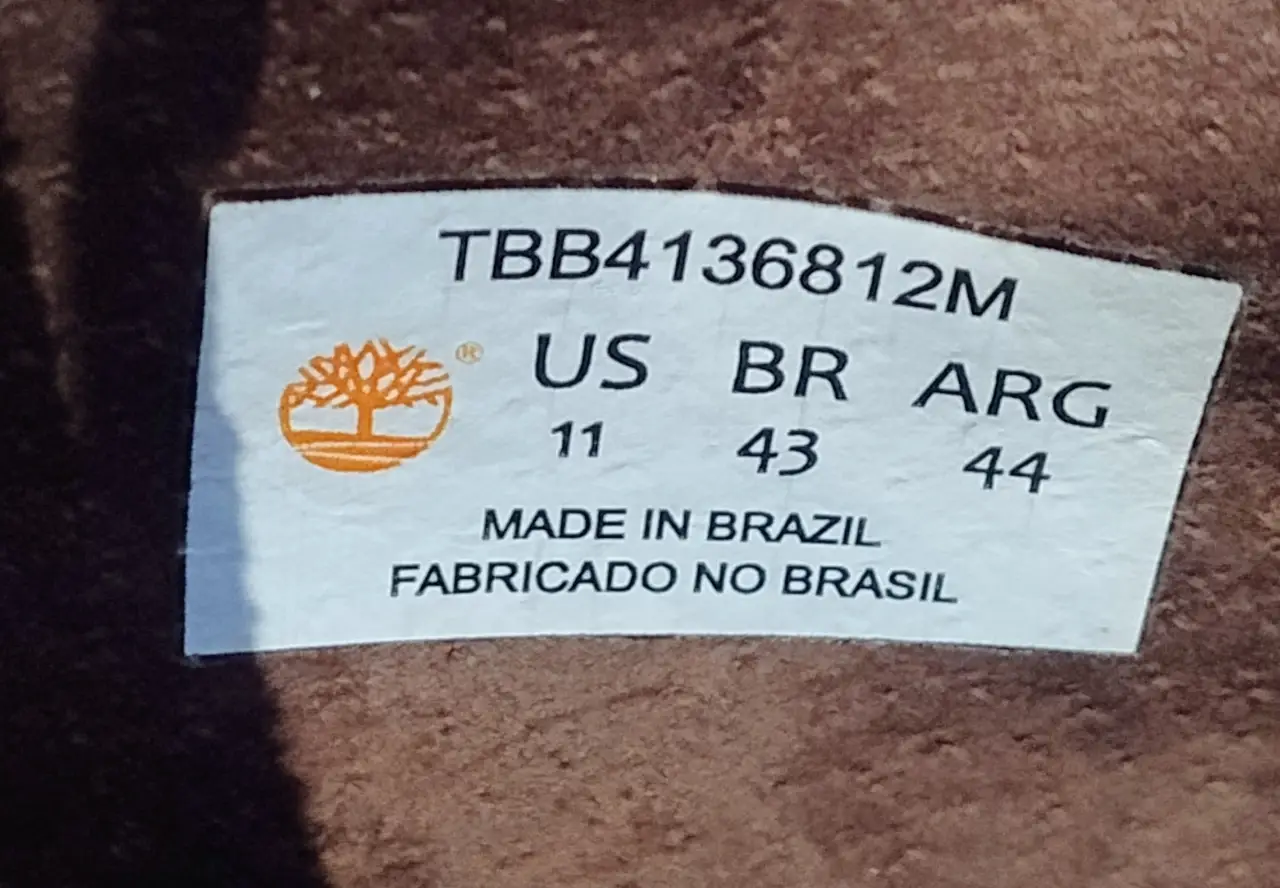 TBB4136812M
® US BR ARG
11 43 44
MADE IN BRAZIL
FABRICADO NO BRASIL